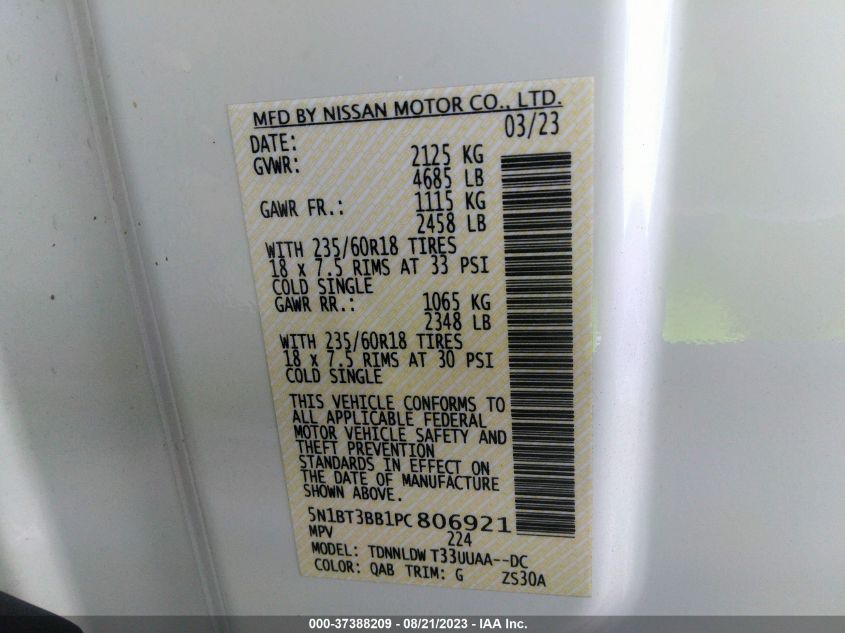 MFD BY NISSAN MOTOR CO., LTD.
DATE: 03/23
GVWR: 2125 KG
4685 LB
GAWR FR.: 1115 KG
2458 LB
WITH 235/60R18 TIRES
18 x 7.5 RIMS AT 33 PSI
COLD SINGLE
GAWR RR.: 1065 KG
2348 LB
WITH 235/60R18 TIRES
18 x 7.5 RIMS AT 30 PSI
COLD SINGLE
THIS VEHICLE CONFORMS TO
ALL APPLICABLE FEDERAL
MOTOR VEHICLE SAFETY AND
THEFT PREVENTION
STANDARDS IN EFFECT ON
THE DATE OF MANUFACTURE
SHOWN ABOVE.
5N1BT3BB1PC 806921
MPV 224
MODEL: TDNNLDW T33UUAA--DC
COLOR: QAB TRIM: G ZS30A
000-37388209 - 08/21/2023 - IAA Inc.